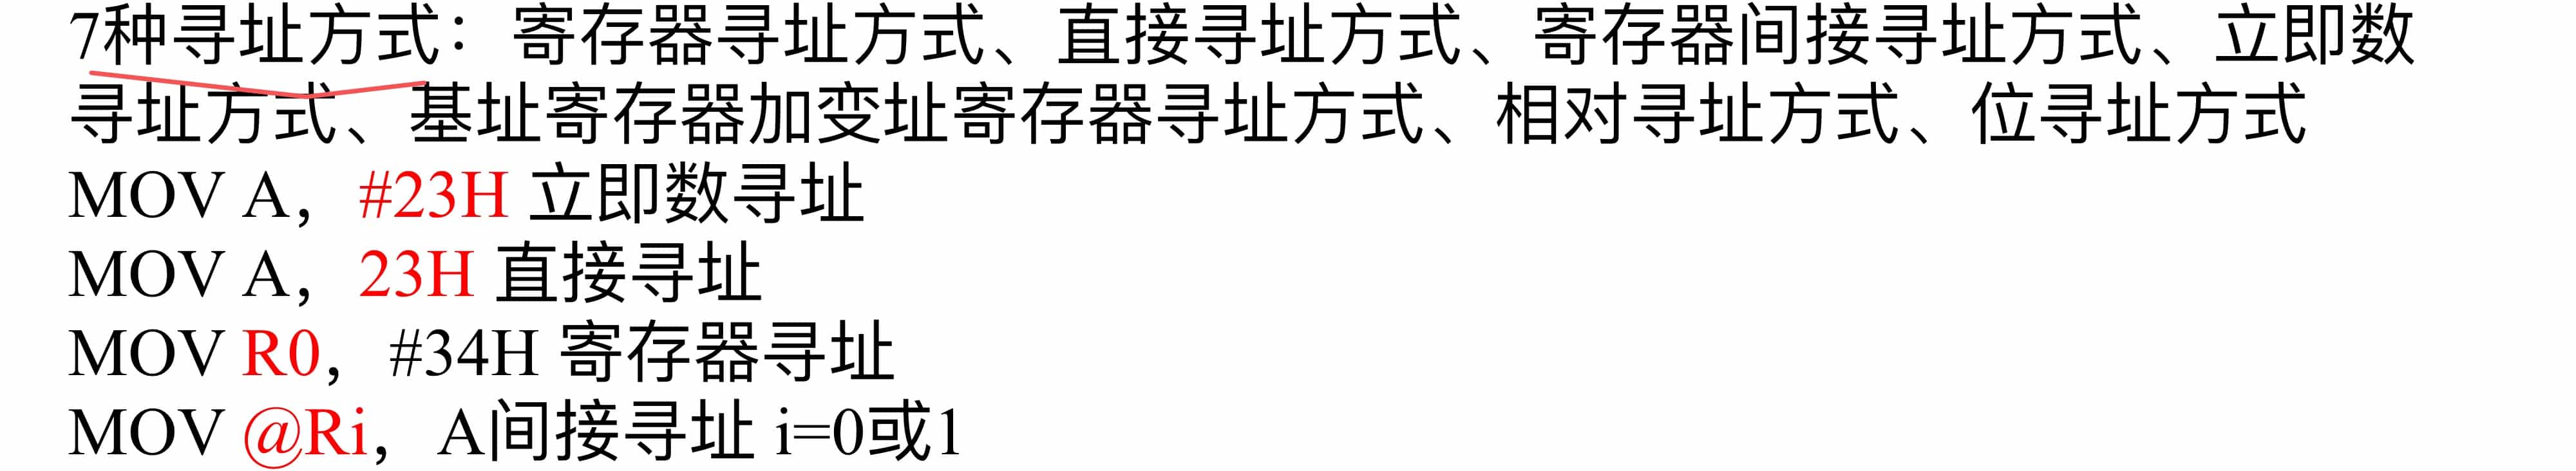 7种寻址方式：寄存器寻址方式、直接寻址方式、寄存器间接寻址方式、立即数
寻址方式、基址寄存器加变址寄存器寻址方式、相对寻址方式、位寻址方式
MOV A，#23H 立即数寻址
MOV A，23H 直接寻址
MOV R0，#34H 寄存器寻址
MOV @Ri，A间接寻址 i=0或1